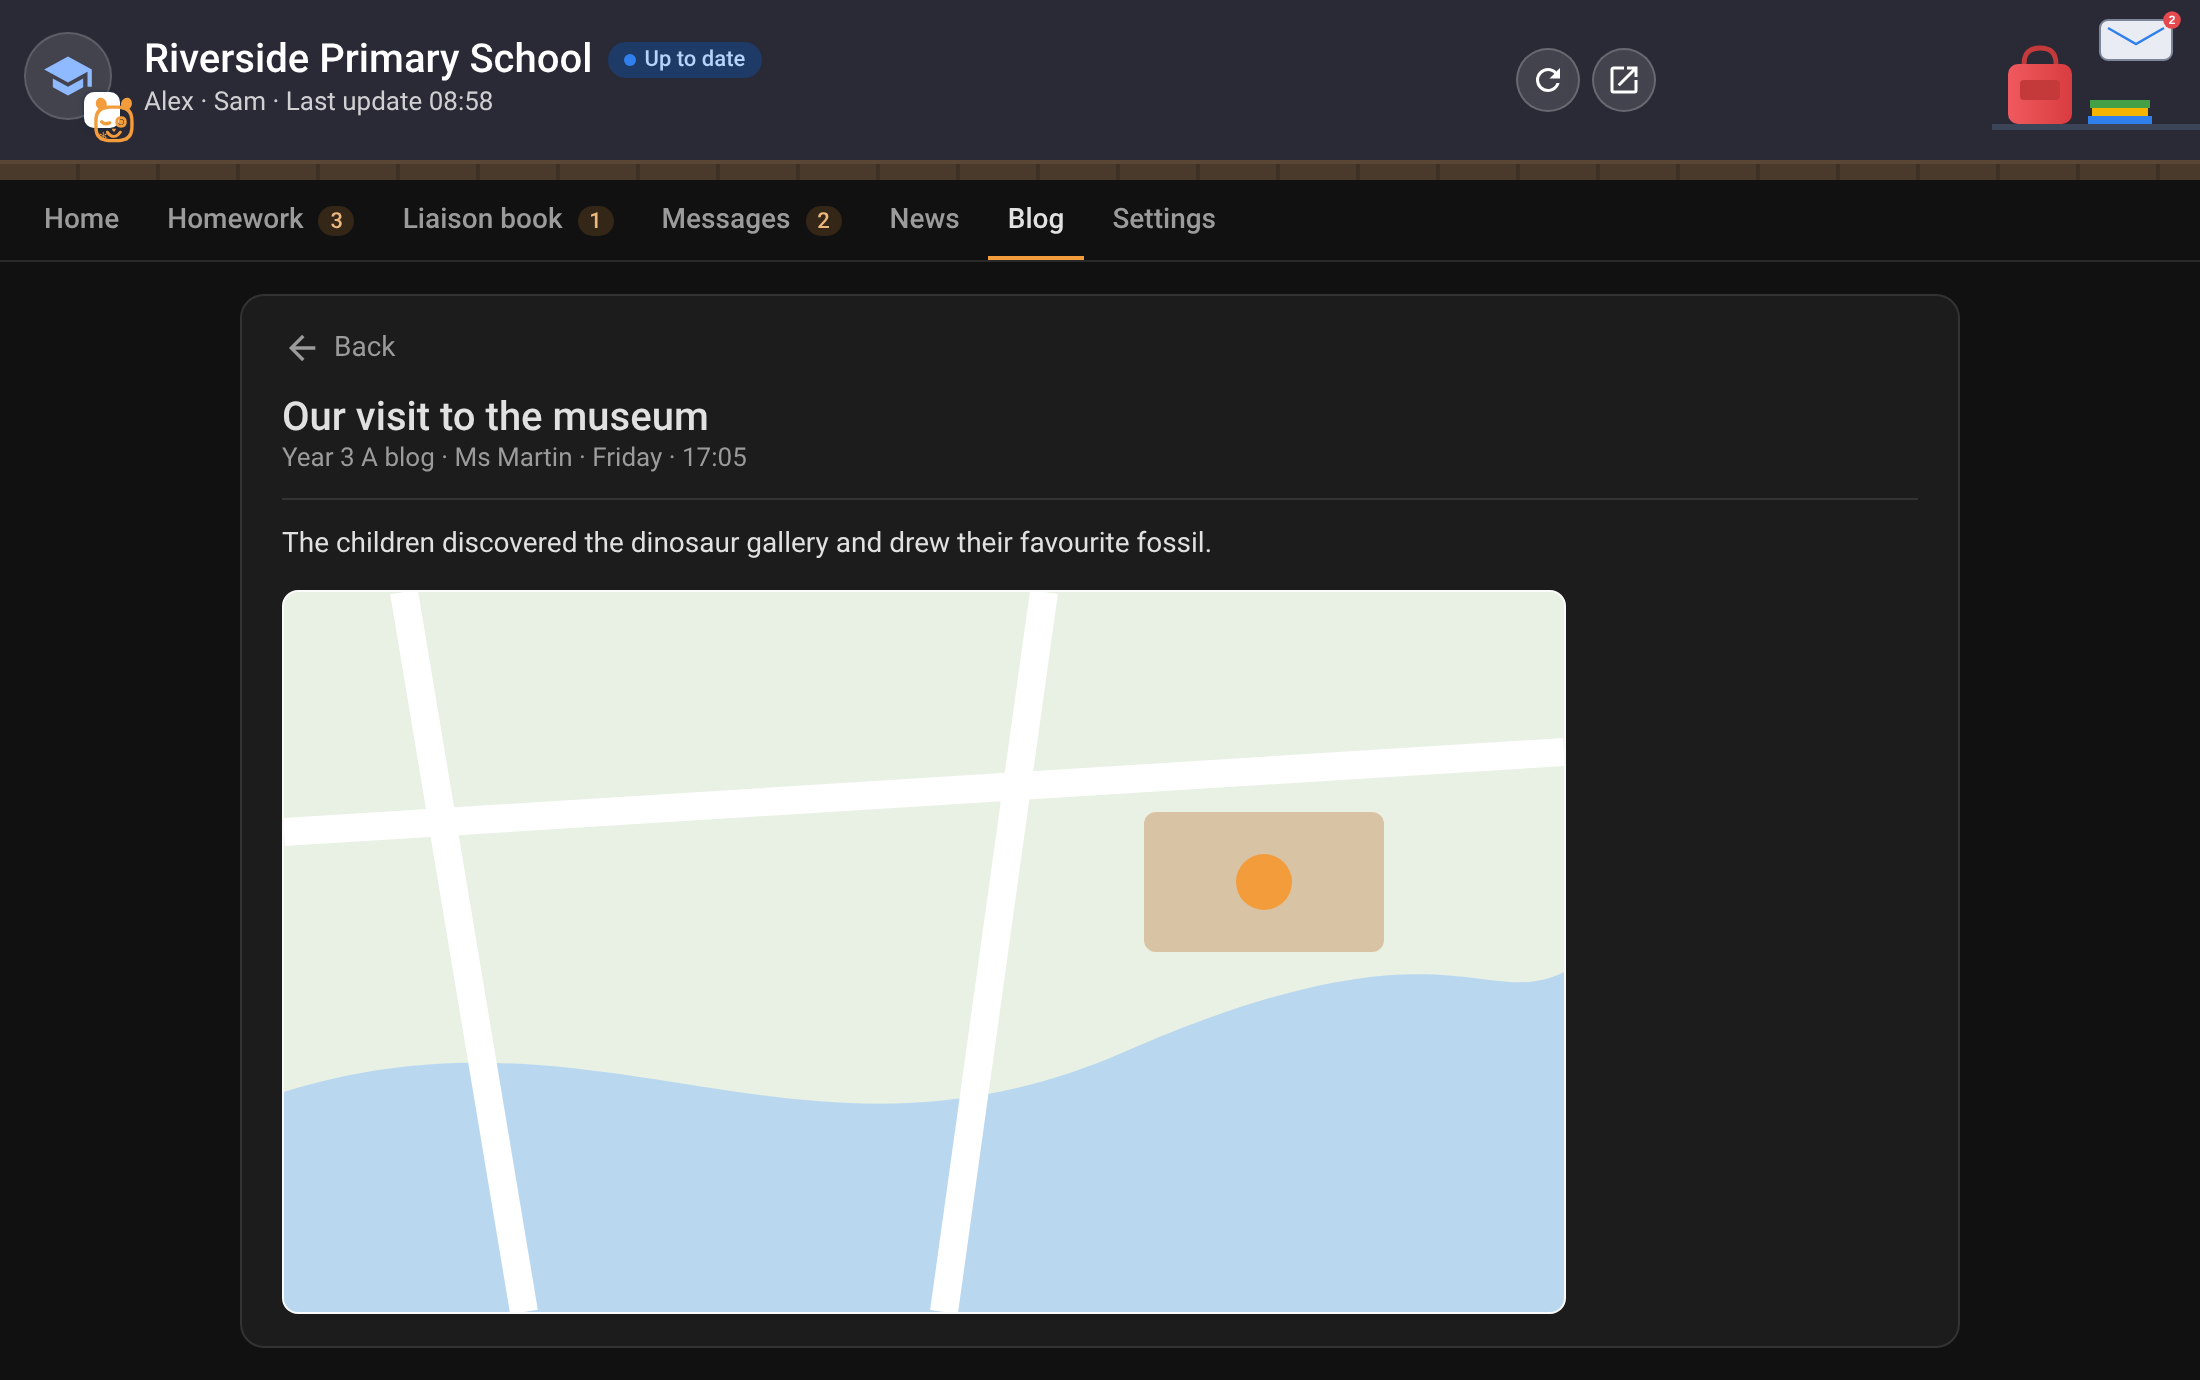 Riverside Primary School
Up to date
Alex · Sam · Last update 08:58
2
Home
Homework 3
Liaison book 1
Messages 2
News
Blog
Settings
Back
Our visit to the museum
Year 3 A blog · Ms Martin · Friday · 17:05
The children discovered the dinosaur gallery and drew their favourite fossil.